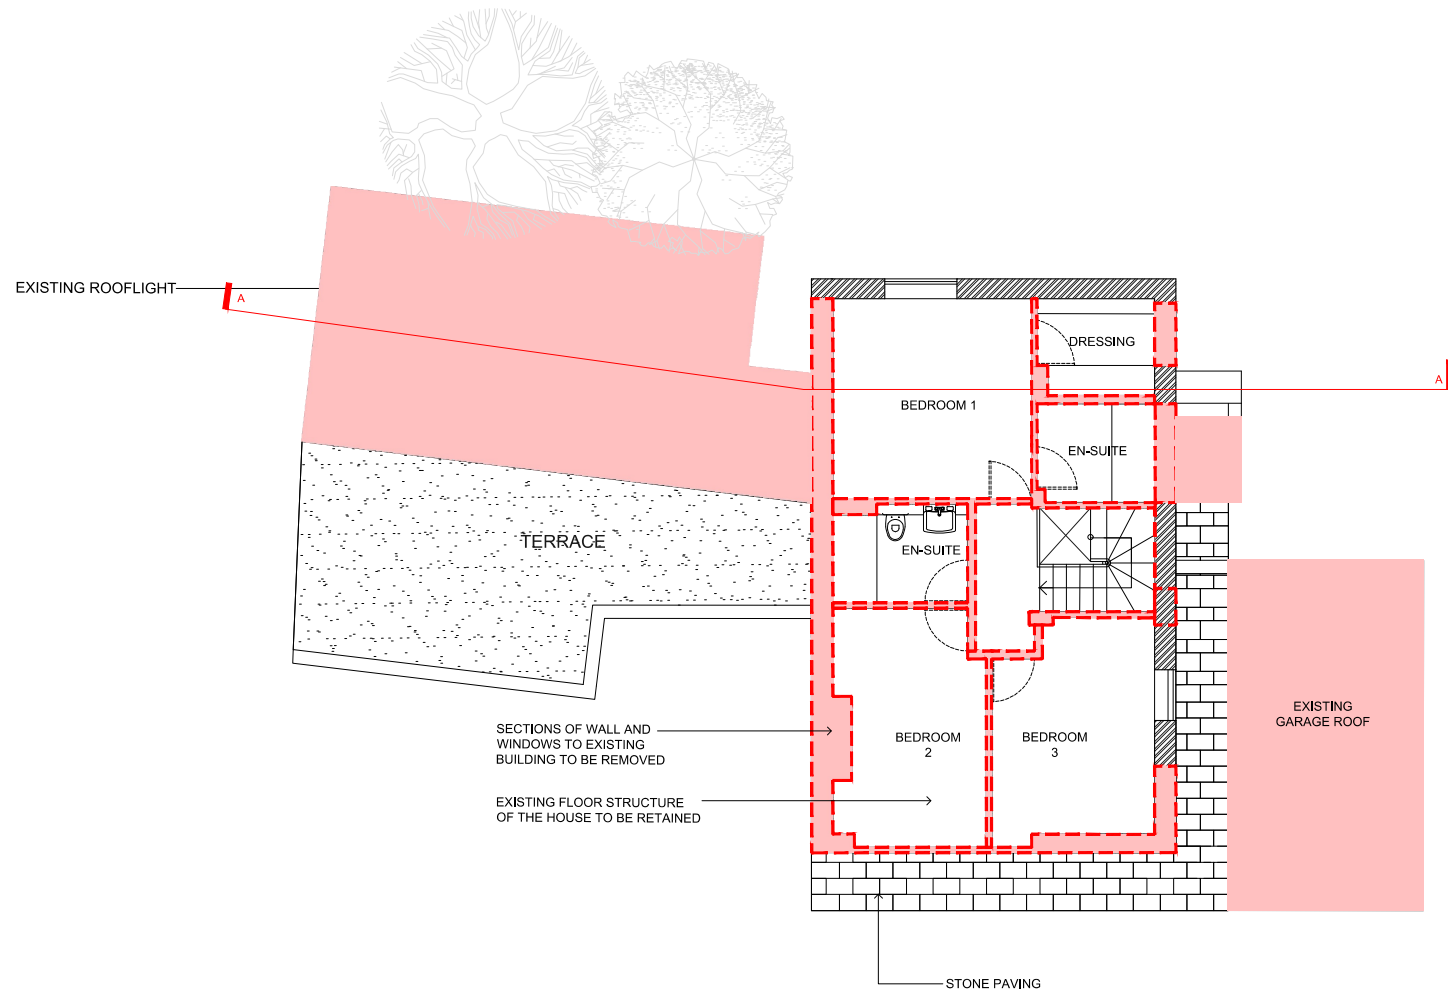 EXISTING ROOFLIGHT
A
DRESSING
A
BEDROOM 1
EN-SUITE
TERRACE
EN-SUITE
SECTIONS OF WALL AND
WINDOWS TO EXISTING
BUILDING TO BE REMOVED
BEDROOM
2
BEDROOM
3
EXISTING
GARAGE ROOF
EXISTING FLOOR STRUCTURE
OF THE HOUSE TO BE RETAINED
STONE PAVING